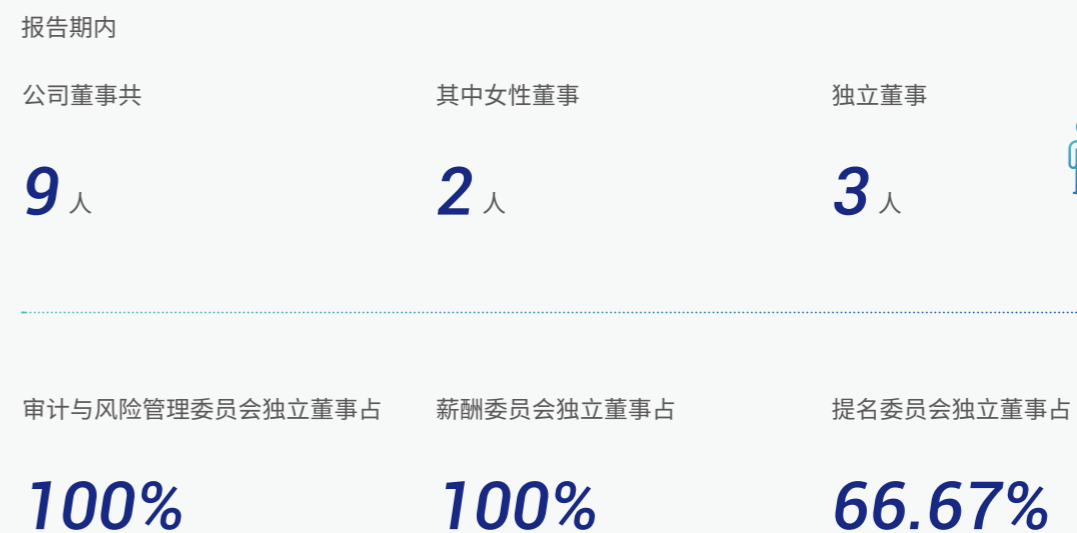 报告期内
公司董事共
其中女性董事
独立董事
9 人
2 人
3 人
审计与风险管理委员会独立董事占
薪酬委员会独立董事占
提名委员会独立董事占
100%
100%
66.67%